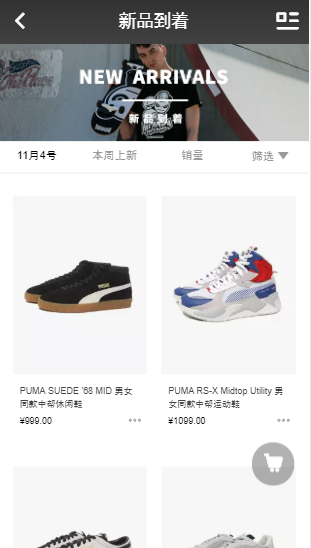 新品到着
NEW ARRIVALS
新品到着
11月4号
本周上新
销量
筛选
PUMA SUEDE '68 MID 男女
同款中帮休闲鞋
¥999.00
PUMA RS-X Midtop Utility 男
女同款中帮运动鞋
¥1099.00